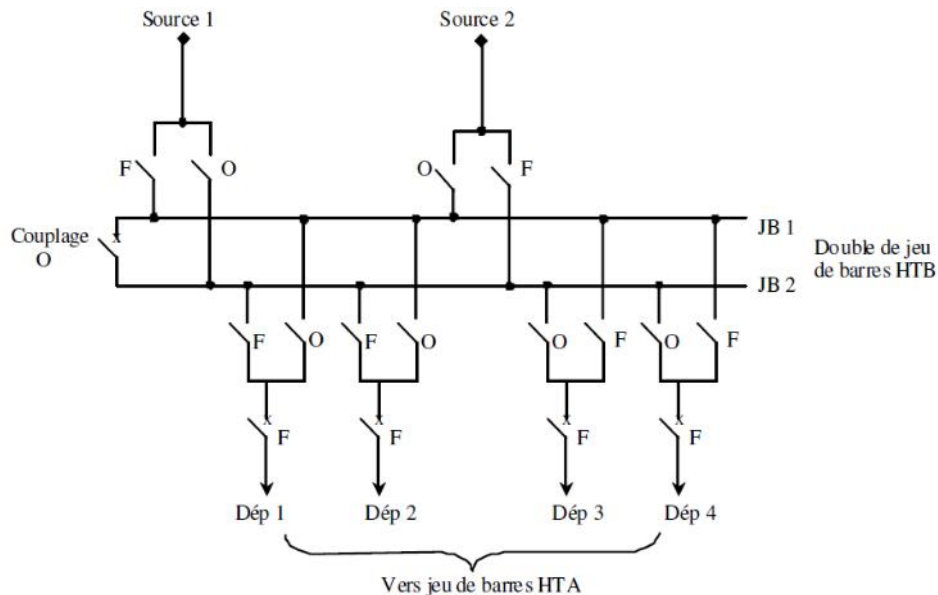 Source 1
Source 2
F
O
O
F
Couplage
O
JB 1
JB 2
Double de jeu
de barres HTB
F
O
F
O
O
F
O
F
x
x
x
x
x
F
F
F
F
Dép 1
Dép 2
Dép 3
Dép 4
Vers jeu de barres HTA